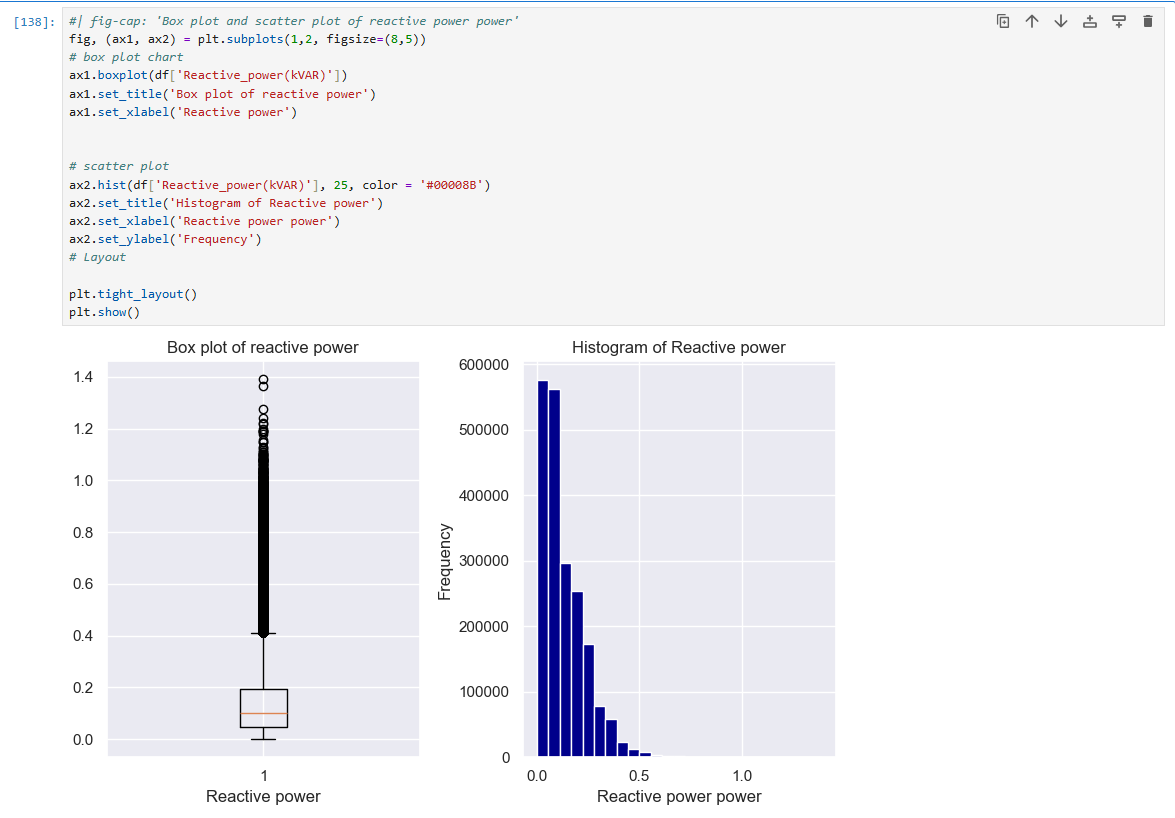 [138]: #| fig-cap: 'Box plot and scatter plot of reactive power power'
fig, (ax1, ax2) = plt.subplots(1,2, figsize=(8,5))
# box plot chart
ax1.boxplot(df['Reactive_power(kVAR)'])
ax1.set_title('Box plot of reactive power')
ax1.set_xlabel('Reactive power')
# scatter plot
ax2.hist(df['Reactive_power(kVAR)'], 25, color = '#00008B')
ax2.set_title('Histogram of Reactive power')
ax2.set_xlabel('Reactive power power')
ax2.set_ylabel('Frequency')
# Layout
plt.tight_layout()
plt.show()
Box plot of reactive power
1.4
1.2
1.0
0.8
0.6
0.4
0.2
0.0
1
Reactive power
Histogram of Reactive power
Frequency
600000
500000
400000
300000
200000
100000
0
0.0 0.5 1.0
Reactive power power